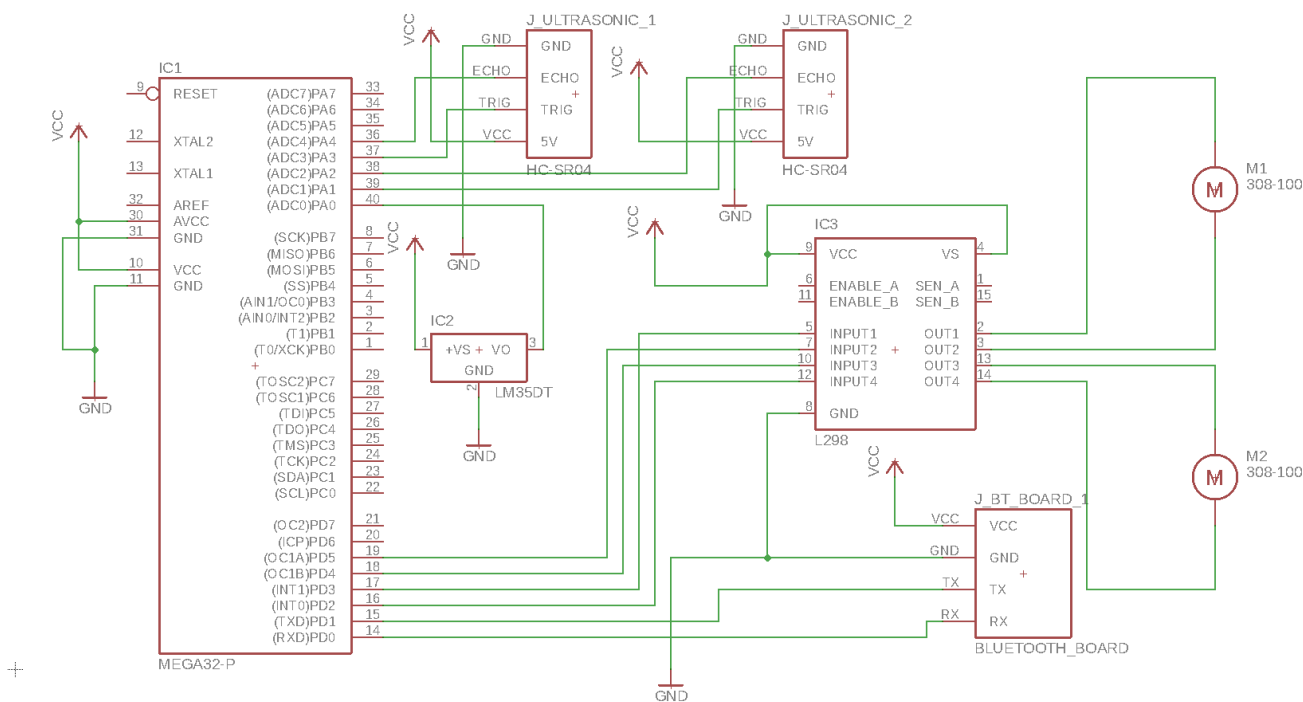 J_ULTRASONIC_1
J_ULTRASONIC_2
VCC
GND
GND
ECHO
ECHO
TRIG
TRIG
VCC
5V
HC-SR04
VCC
GND
GND
ECHO
ECHO
TRIG
TRIG
VCC
5V
HC-SR04
GND
GND
IC1
9 RESET
12 XTAL2
13 XTAL1
32 AREF
30 AVCC
31 GND
10 VCC
11 GND
VCC
GND
(ADC7)PA7 33
(ADC6)PA6 34
(ADC5)PA5 35
(ADC4)PA4 36
(ADC3)PA3 37
(ADC2)PA2 38
(ADC1)PA1 39
(ADC0)PA0 40
(SCK)PB7 8
(MISO)PB6 7
(MOSI)PB5 6
(SS)PB4 5
(AIN1/OC0)PB3 4
(AIN0/INT2)PB2 3
(T1)PB1 2
(T0/XCK)PB0 1
(TOSC2)PC7 29
(TOSC1)PC6 28
(TDI)PC5 27
(TDO)PC4 26
(TMS)PC3 25
(TCK)PC2 24
(SDA)PC1 23
(SCL)PC0 22
(OC2)PD7 21
(ICP)PD6 20
(OC1A)PD5 19
(OC1B)PD4 18
(INT1)PD3 17
(INT0)PD2 16
(TXD)PD1 15
(RXD)PD0 14
MEGA32-P
VCC
IC2
1 +VS VO 3
GND
2
LM35DT
GND
VCC
IC3
9 VCC VS 4
6 ENABLE_A SEN_A 1
11 ENABLE_B SEN_B 15
5 INPUT1 OUT1 2
7 INPUT2 OUT2 3
10 INPUT3 OUT3 13
12 INPUT4 OUT4 14
8 GND
L298
M
M1
308-100
M
M2
308-100
VCC
J_BT_BOARD_1
VCC VCC
GND GND
TX TX
RX RX
BLUETOOTH_BOARD
GND